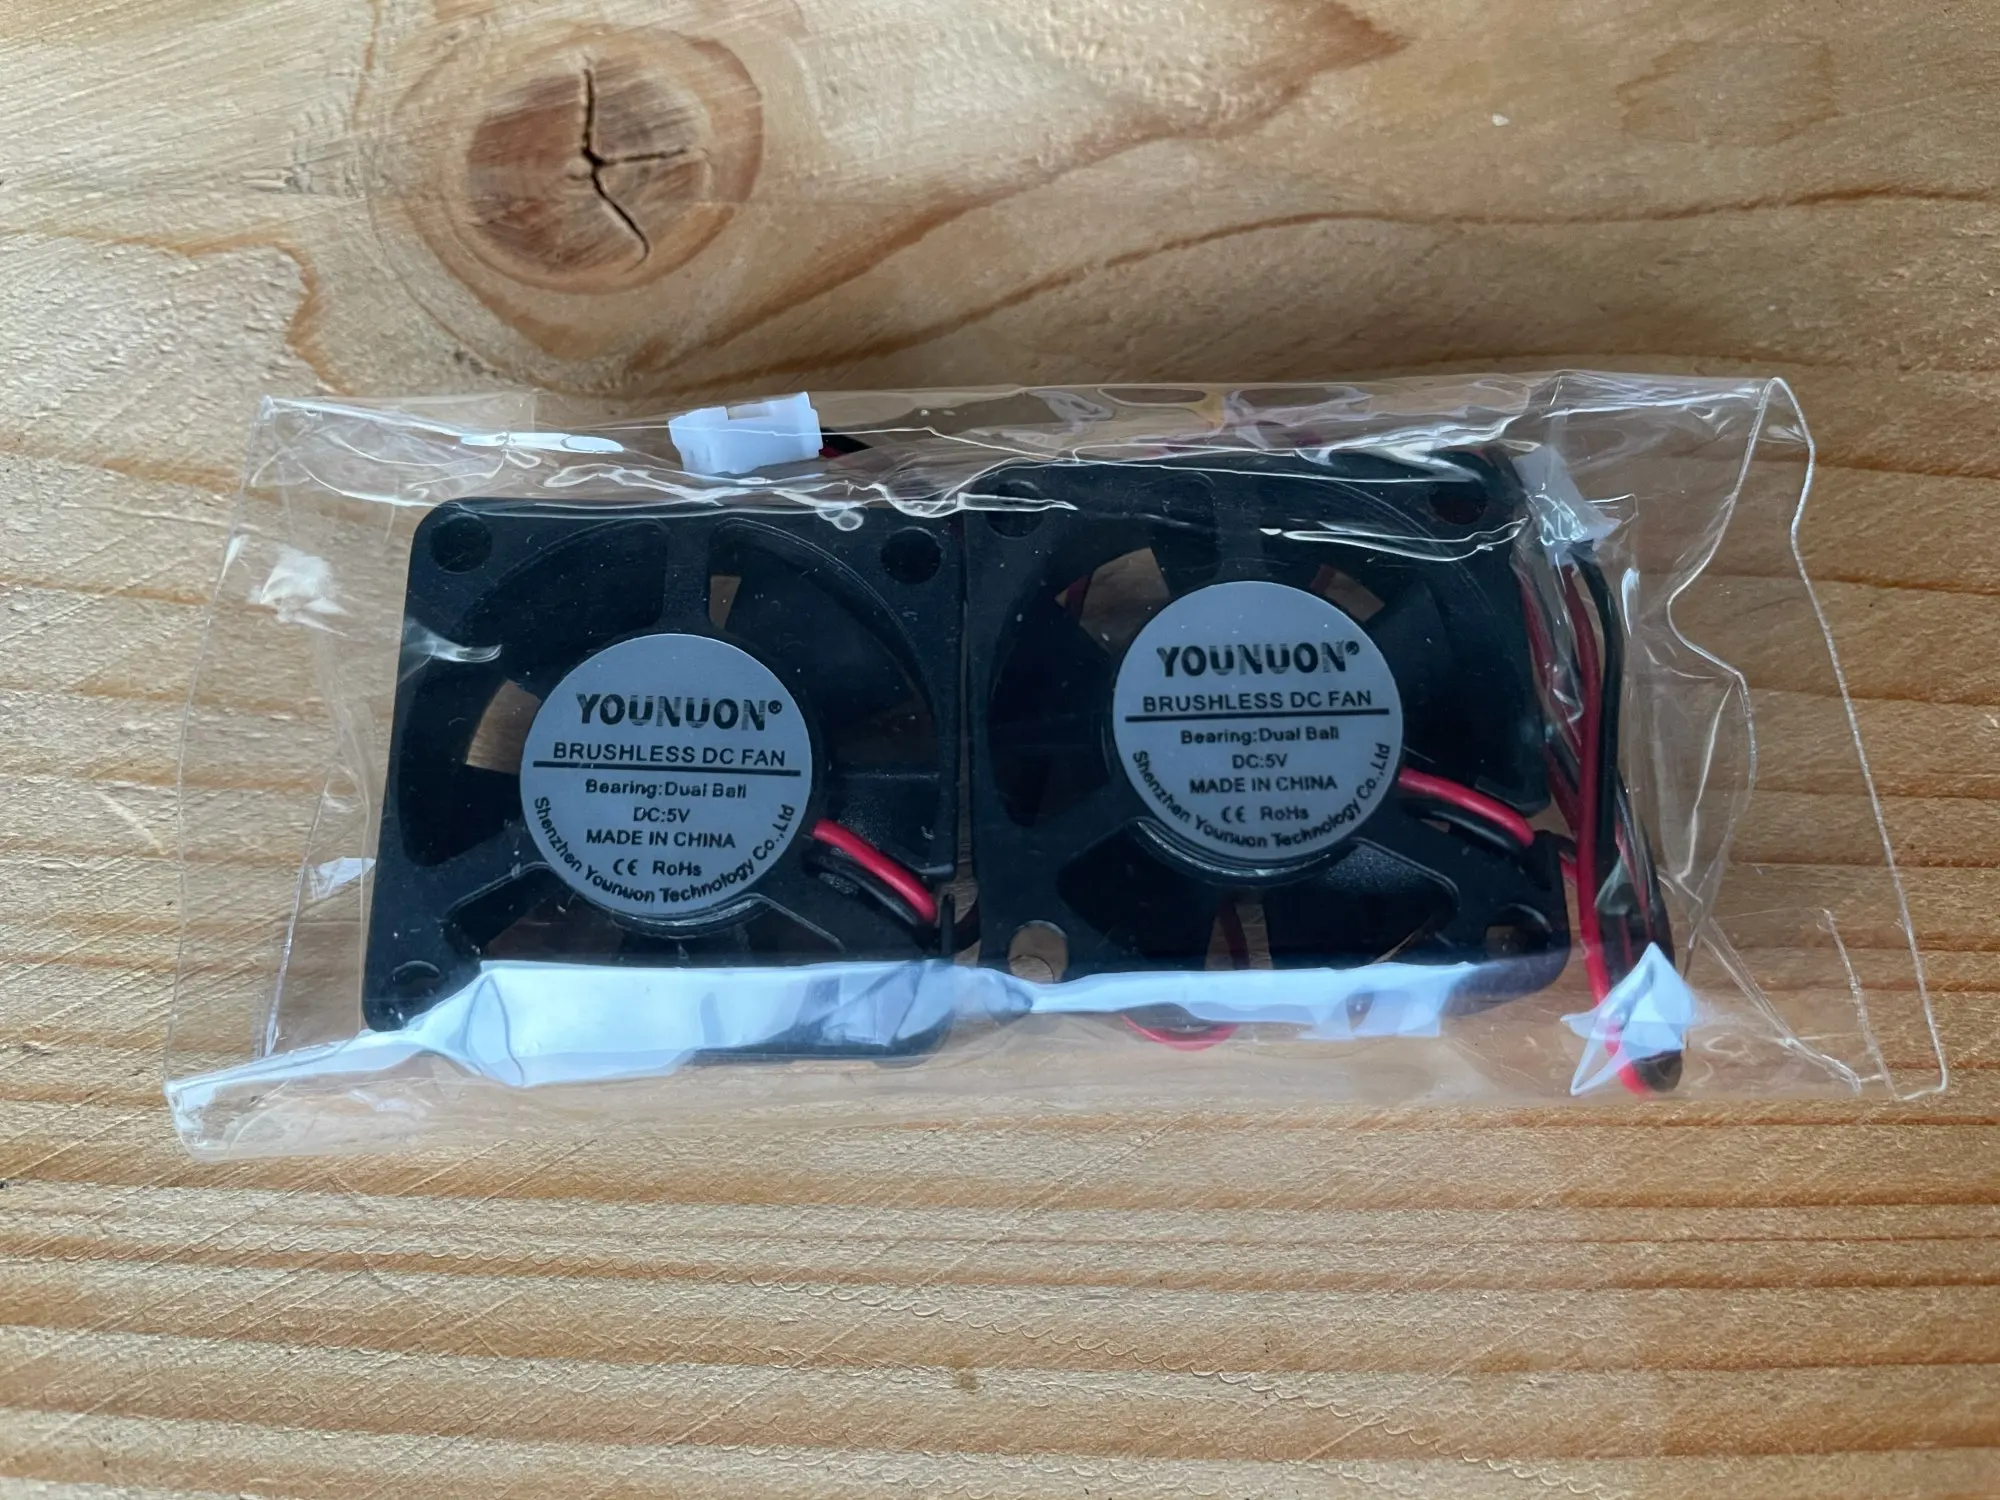 YOUNUON®
BRUSHLESS DC FAN
Bearing:Dual Ball
DC:5V
MADE IN CHINA
CE RoHs
Shenzhen Younuon Technology Co.,Ltd
YOUNUON®
BRUSHLESS DC FAN
Bearing:Dual Ball
DC:5V
MADE IN CHINA
CE RoHs
Shenzhen Younuon Technology Co.,Ltd